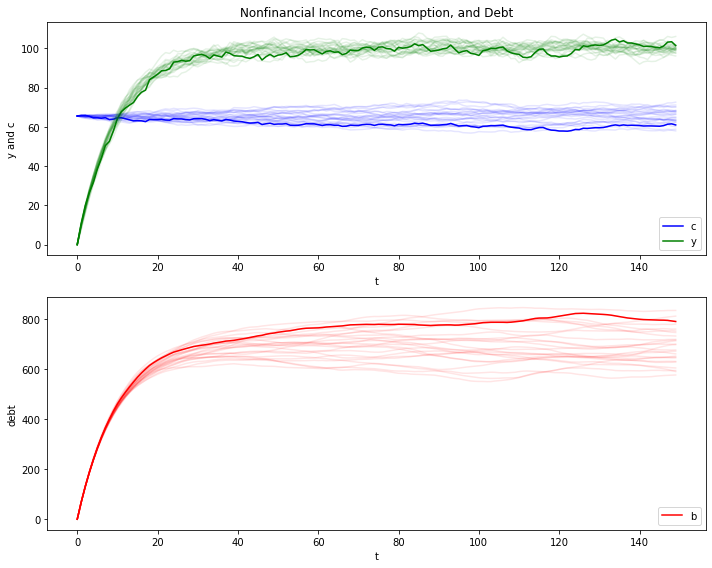 Nonfinancial Income, Consumption, and Debt
100
80
60
40
20
0
y and c
0 20 40 60 80 100 120 140
t
c
y
800
600
400
200
0
debt
0 20 40 60 80 100 120 140
t
b